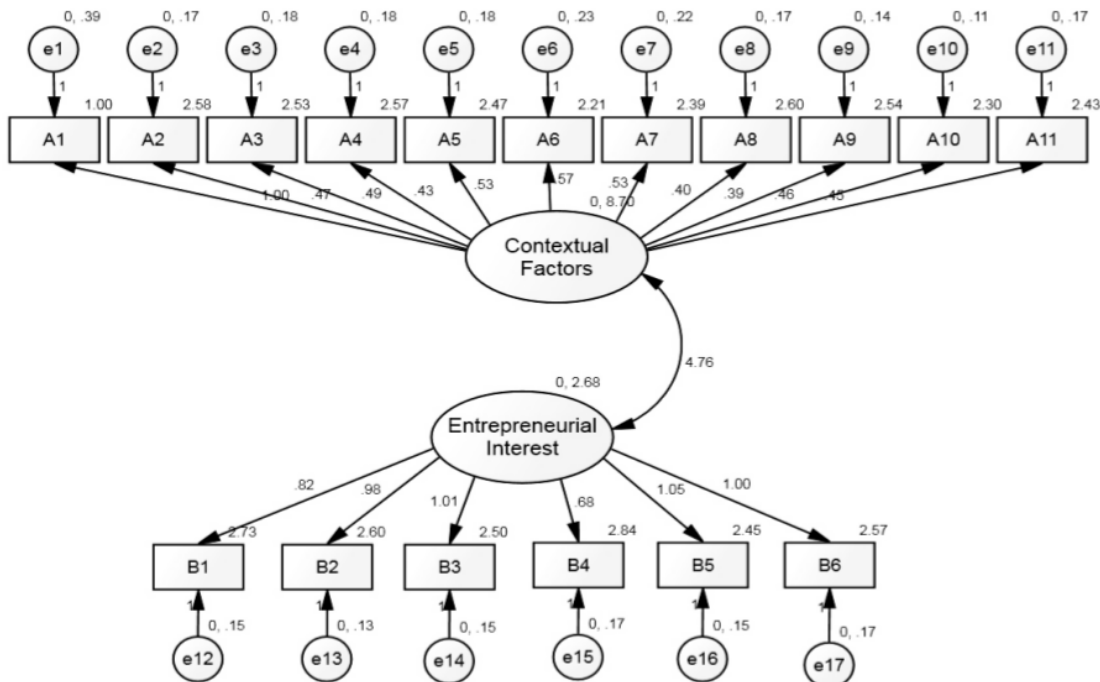 0, .39 0, .17 0, .18 0, .18 0, .18 0, .23 0, .22 0, .17 0, .14 0, .11 0, .17
e1 e2 e3 e4 e5 e6 e7 e8 e9 e10 e11
1 1 1 1 1 1 1 1 1 1 1
1.00 2.58 2.53 2.57 2.47 2.21 2.39 2.60 2.54 2.30 2.43
A1 A2 A3 A4 A5 A6 A7 A8 A9 A10 A11
1.00 .47 .49 .43 .53 .57 .53 .40 .39 .46 .45
0, 8.70
Contextual
Factors
4.76
0, 2.68
Entrepreneurial
Interest
.82 .98 1.01 .68 1.05 1.00
2.73 2.60 2.50 2.84 2.45 2.57
B1 B2 B3 B4 B5 B6
1 1 1 1 1 1
0, .15 0, .13 0, .15 0, .17 0, .15 0, .17
e12 e13 e14 e15 e16 e17